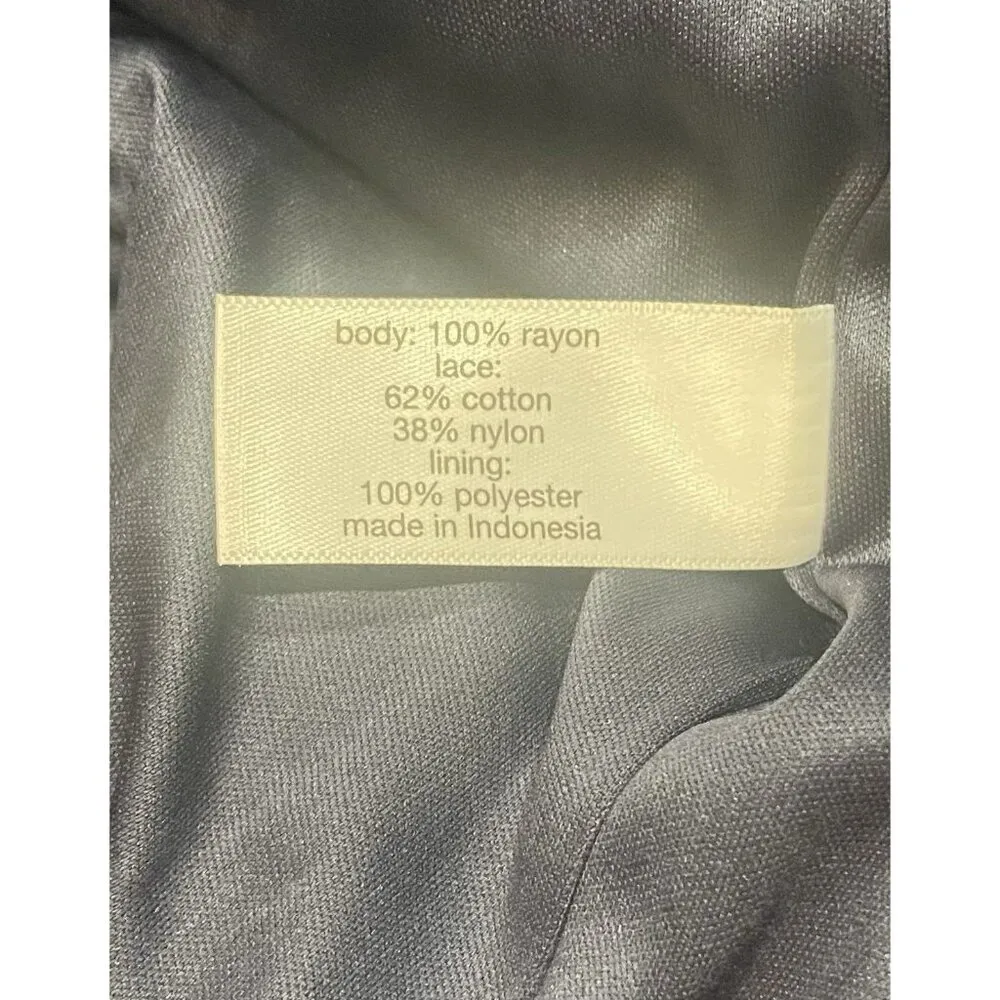 body: 100% rayon
lace:
62% cotton
38% nylon
lining:
100% polyester
made in Indonesia